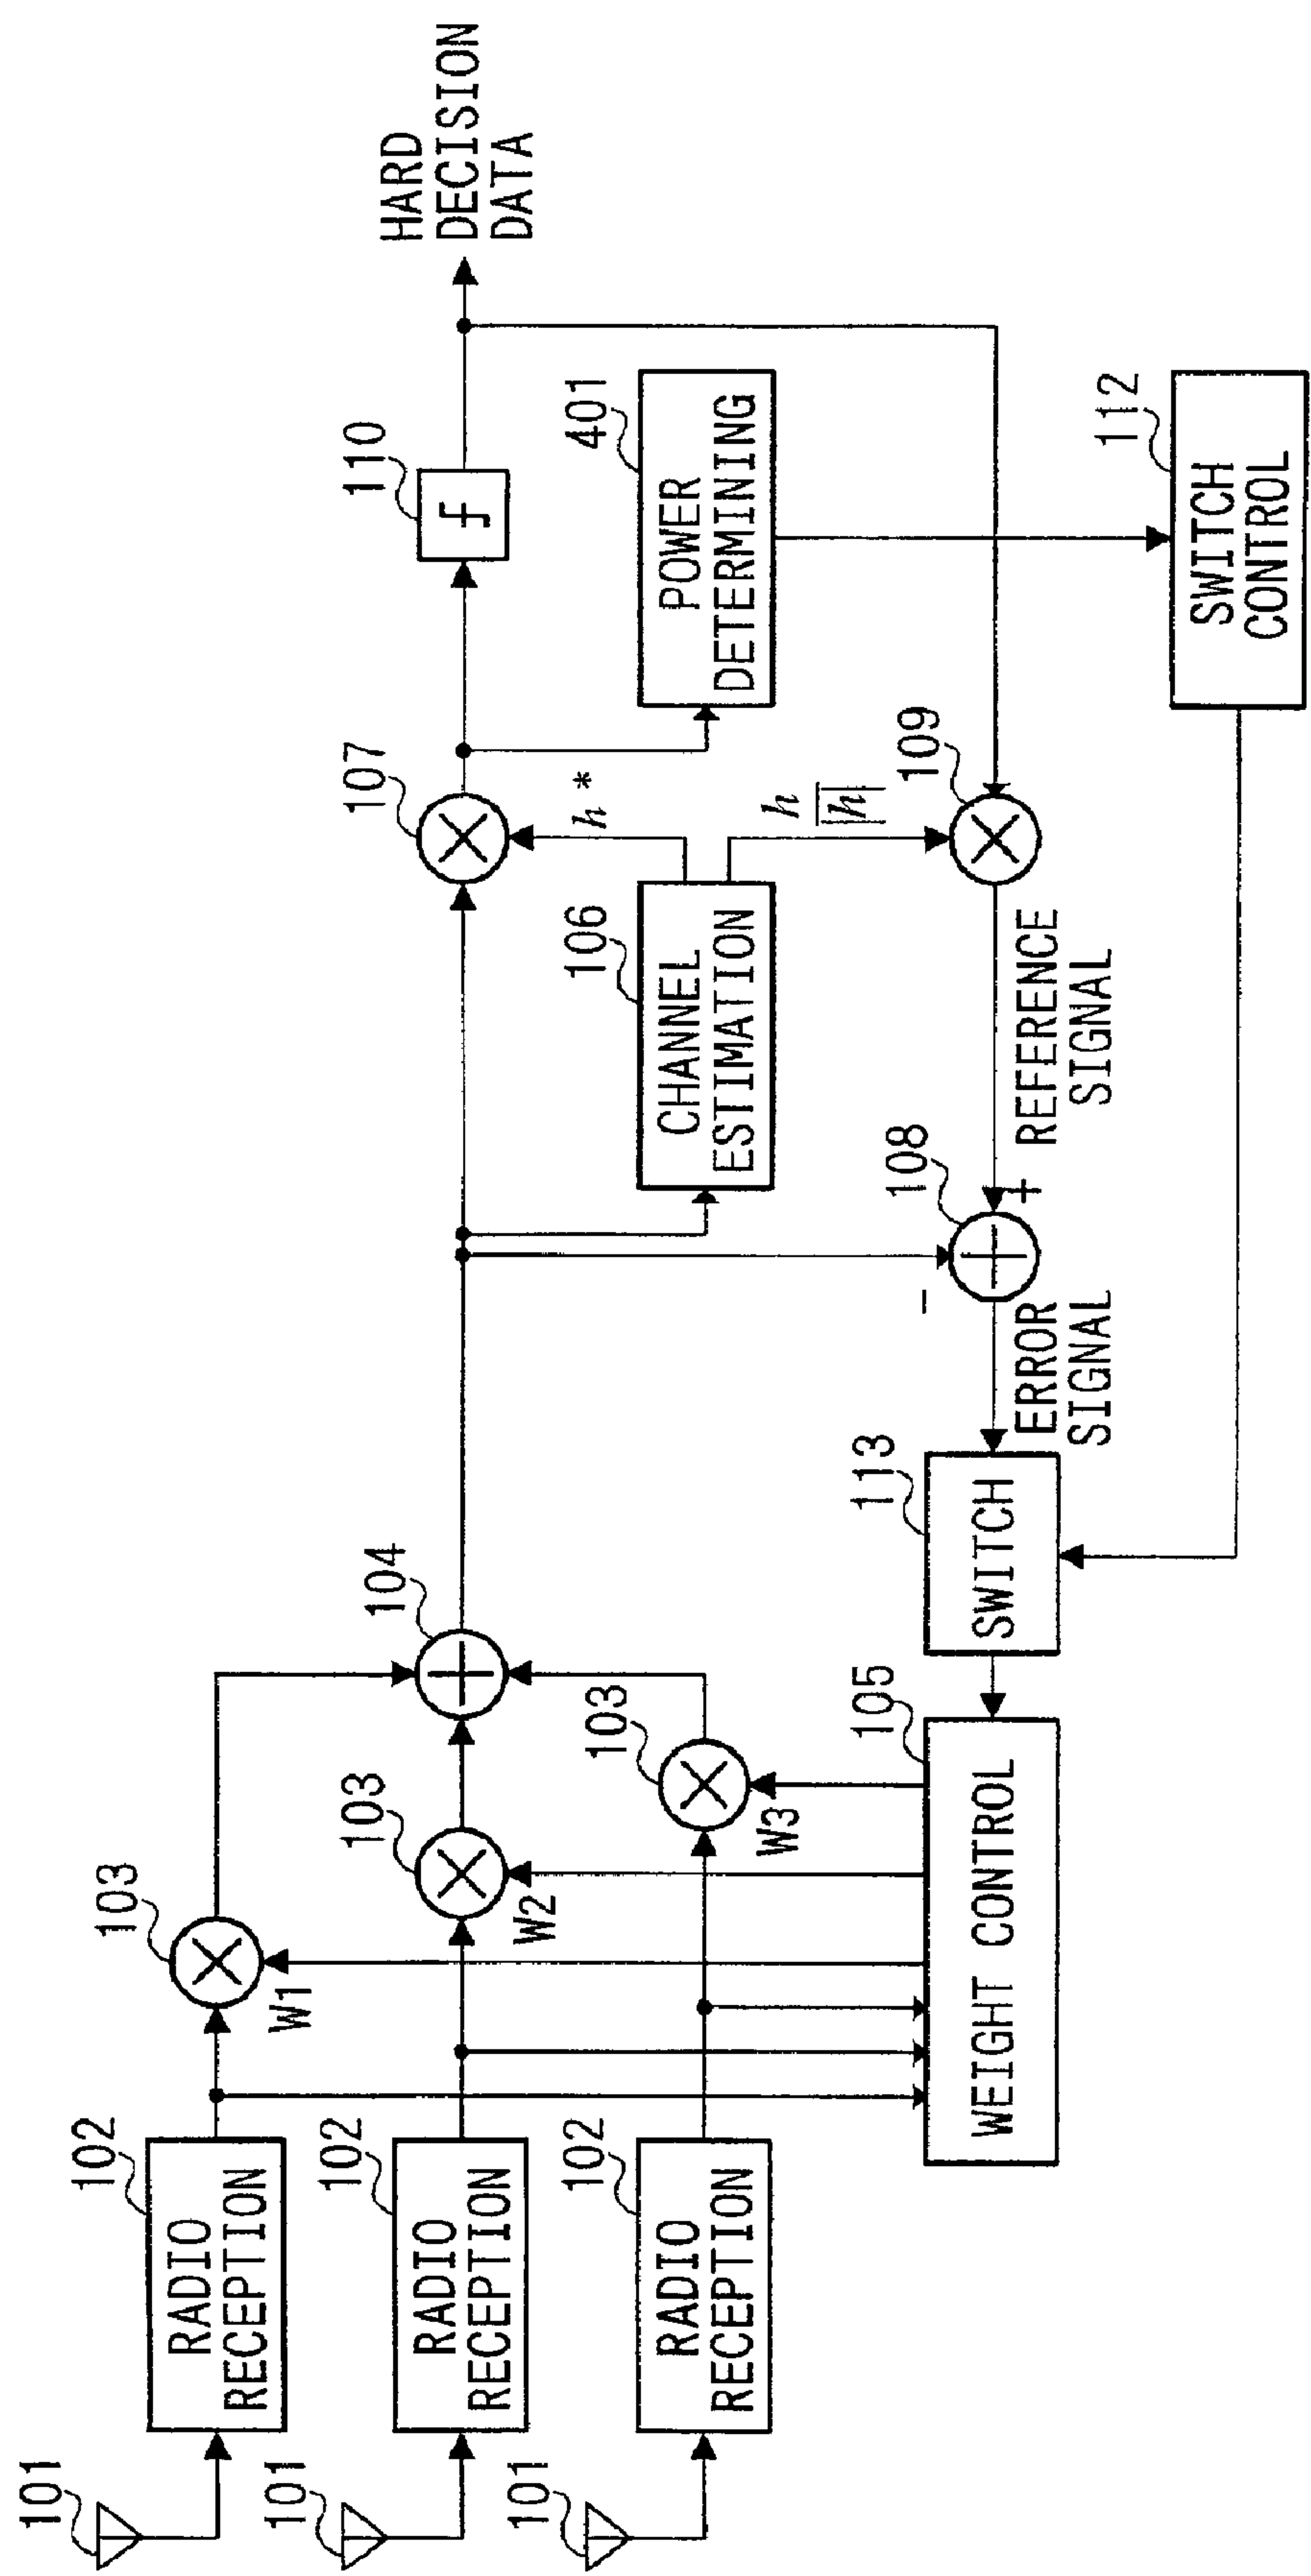 101
102
RADIO
RECEPTION
103
W1
101
102
RADIO
RECEPTION
103
W2
104
107
110
HARD
DECISION
DATA
101
102
RADIO
RECEPTION
103
W3
106
CHANNEL
ESTIMATION
h*
h
|h|
401
POWER
DETERMINING
105
WEIGHT CONTROL
113
SWITCH
ERROR
SIGNAL
-
108
+
REFERENCE
SIGNAL
109
112
SWITCH
CONTROL